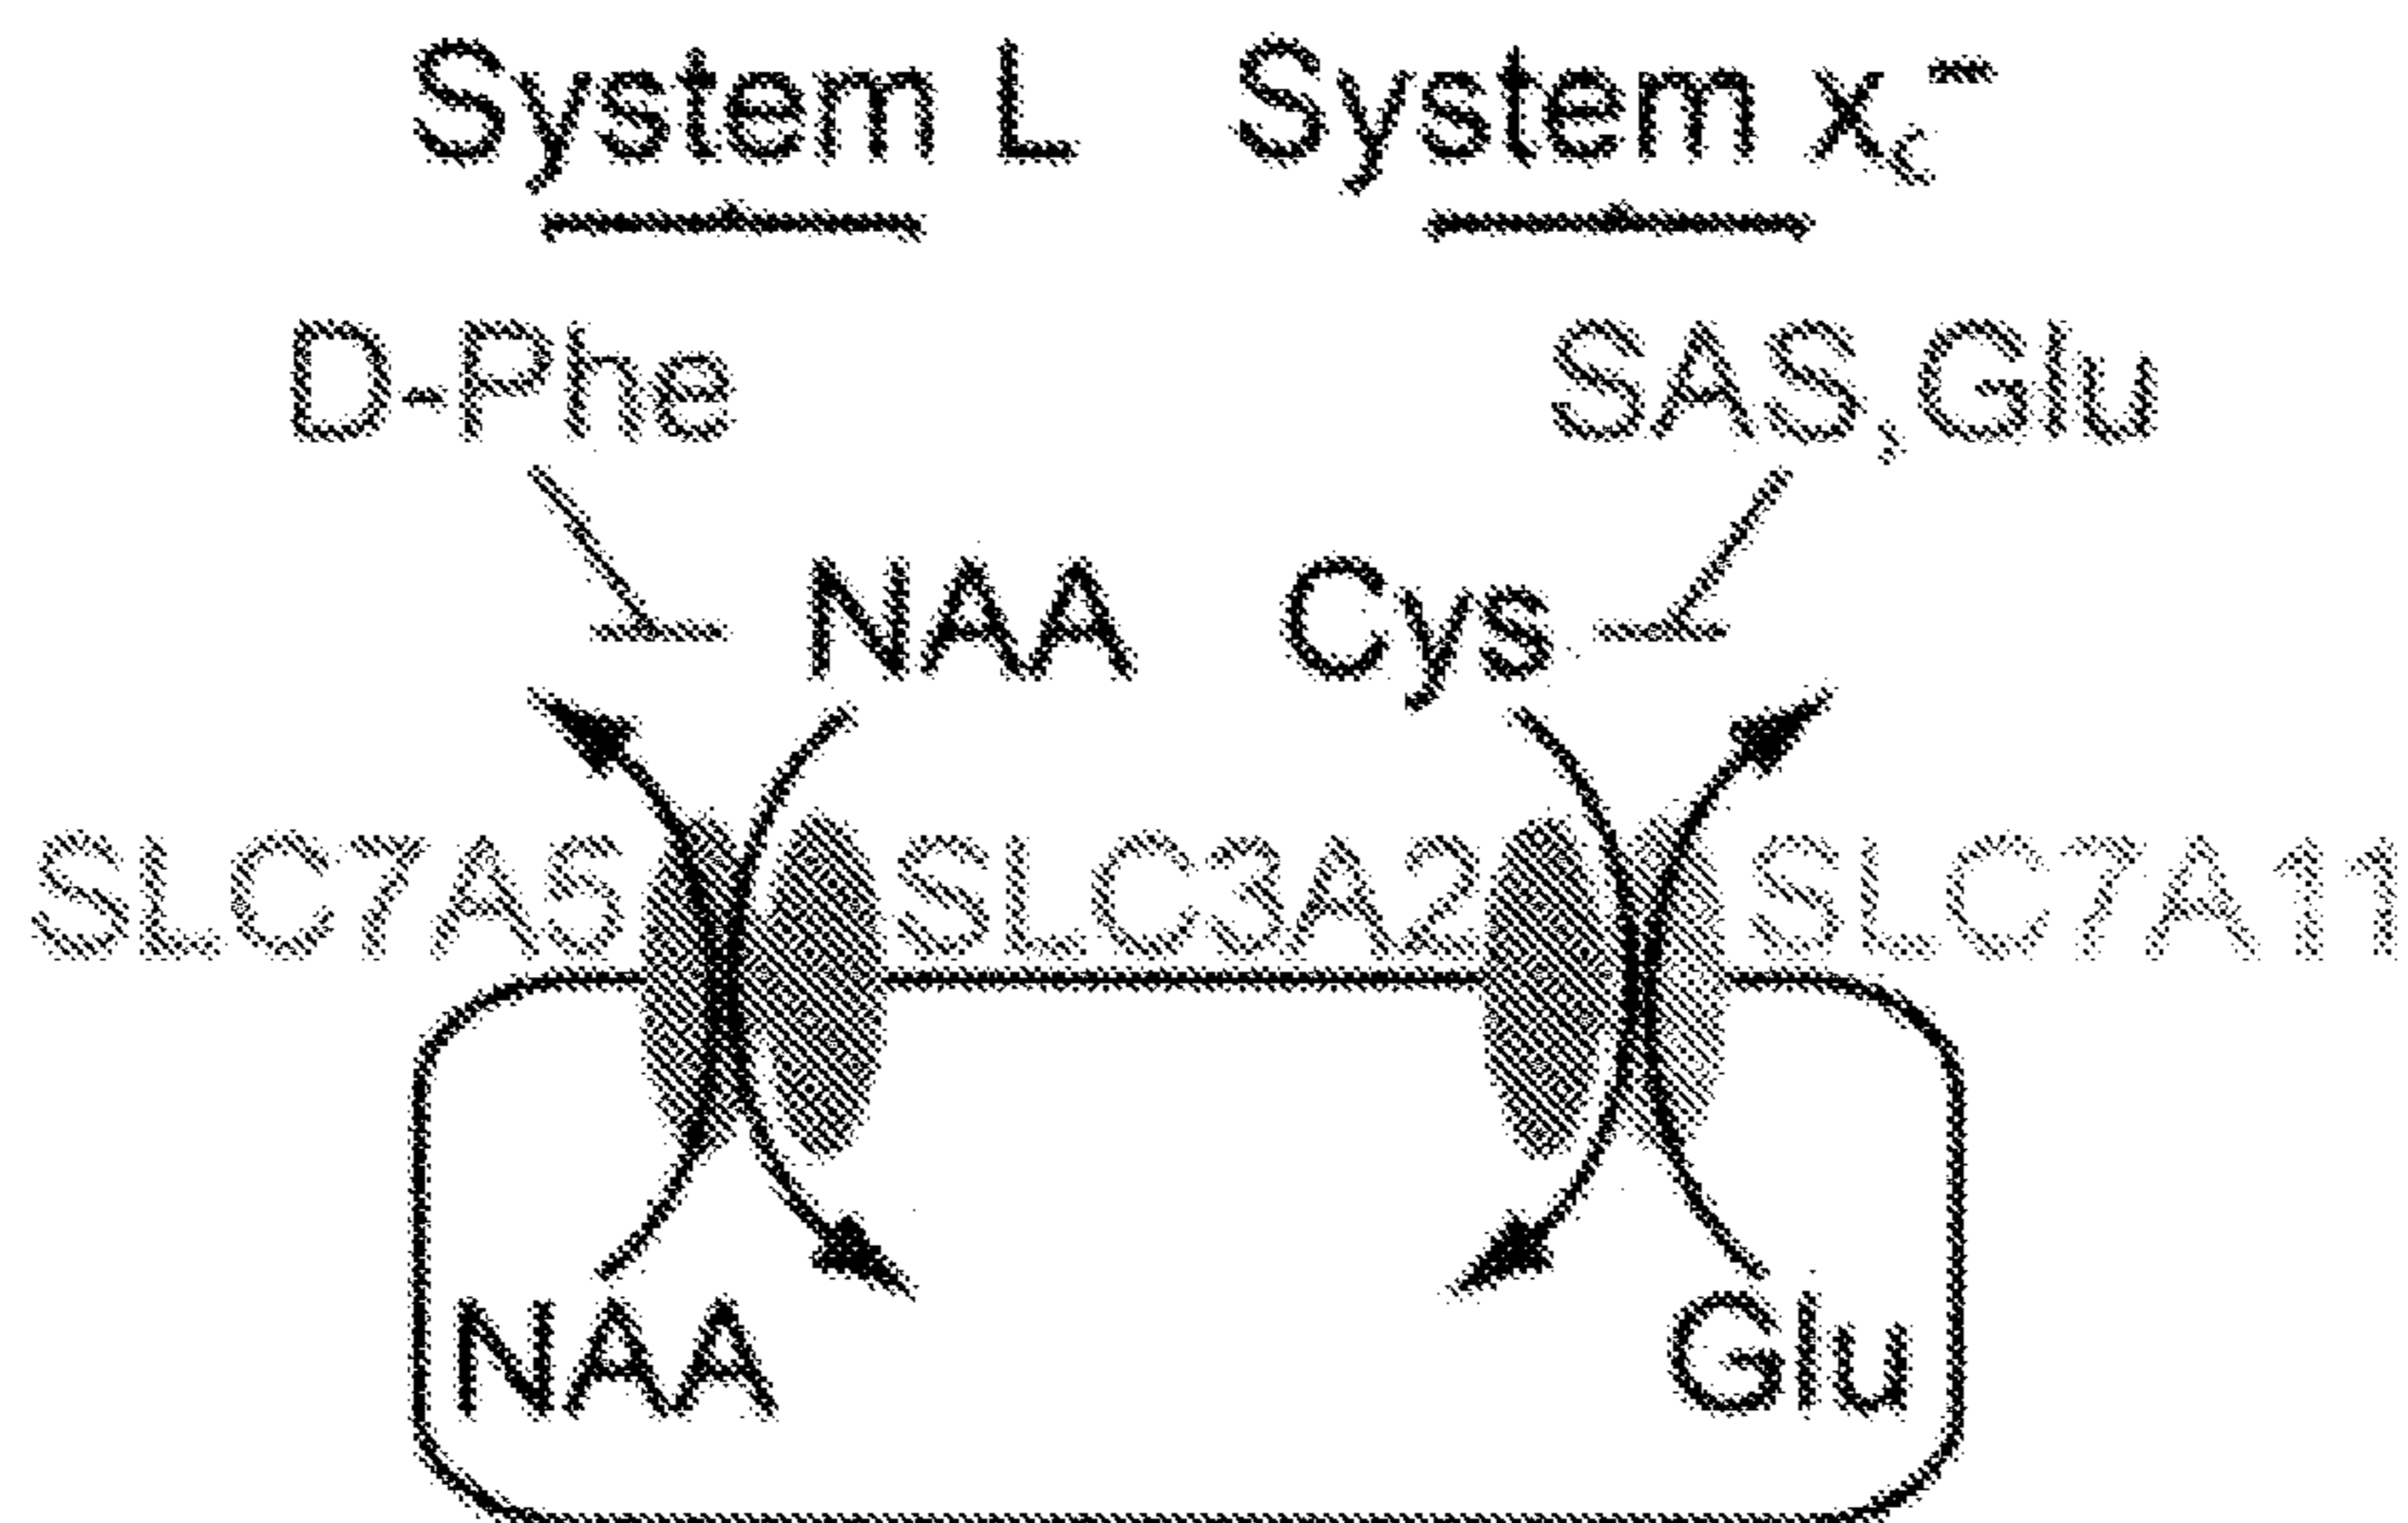 System L System xc⁻
D-Phe SAS,Glu
NAA Cys
SLC7A5 SLC3A2 SLC7A11
NAA Glu